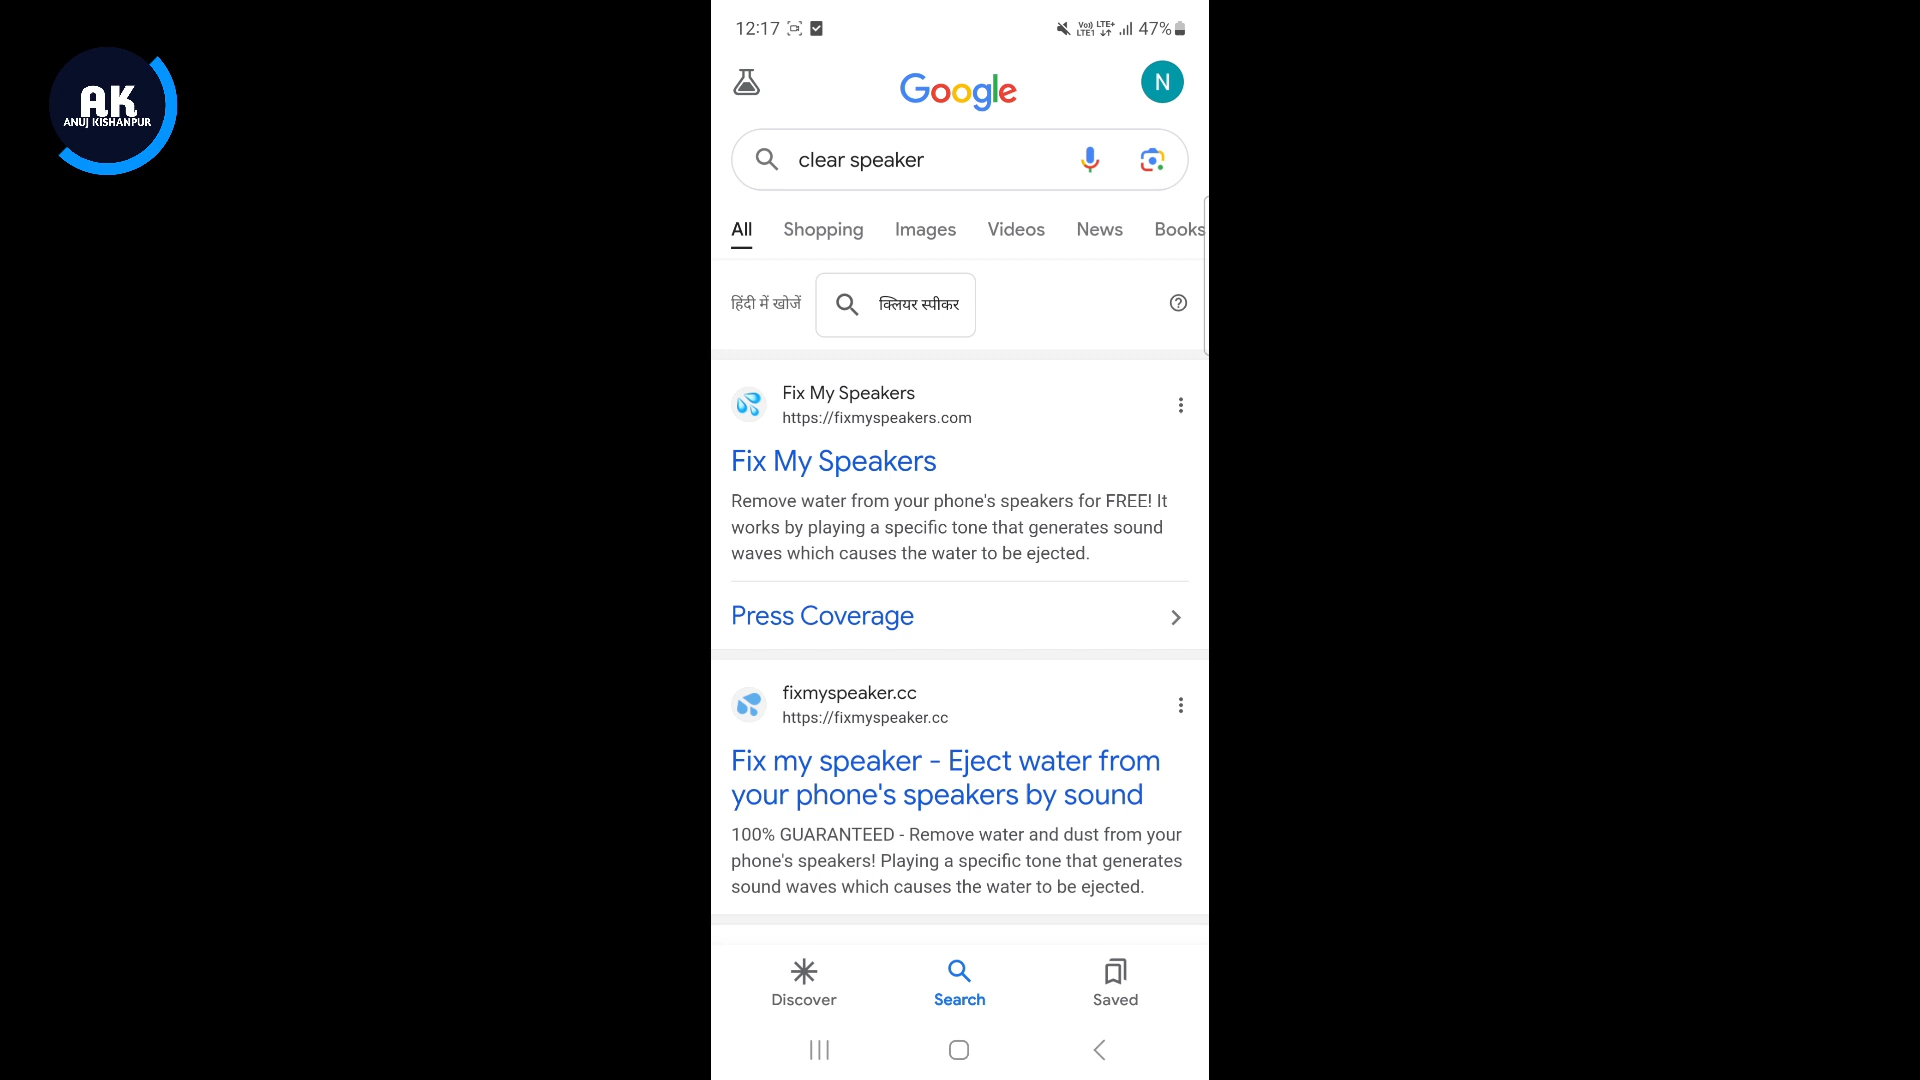 AK
ANUJ KISHANPUR
12:17
Vo)) LTE1 LTE+ 47%
Google
N
clear speaker
All Shopping Images Videos News Books
हिंदी में खोजें क्लियर स्पीकर
Fix My Speakers
https://fixmyspeakers.com
Fix My Speakers
Remove water from your phone's speakers for FREE! It
works by playing a specific tone that generates sound
waves which causes the water to be ejected.
Press Coverage
fixmyspeaker.cc
https://fixmyspeaker.cc
Fix my speaker - Eject water from
your phone's speakers by sound
100% GUARANTEED - Remove water and dust from your
phone's speakers! Playing a specific tone that generates
sound waves which causes the water to be ejected.
Discover Search Saved